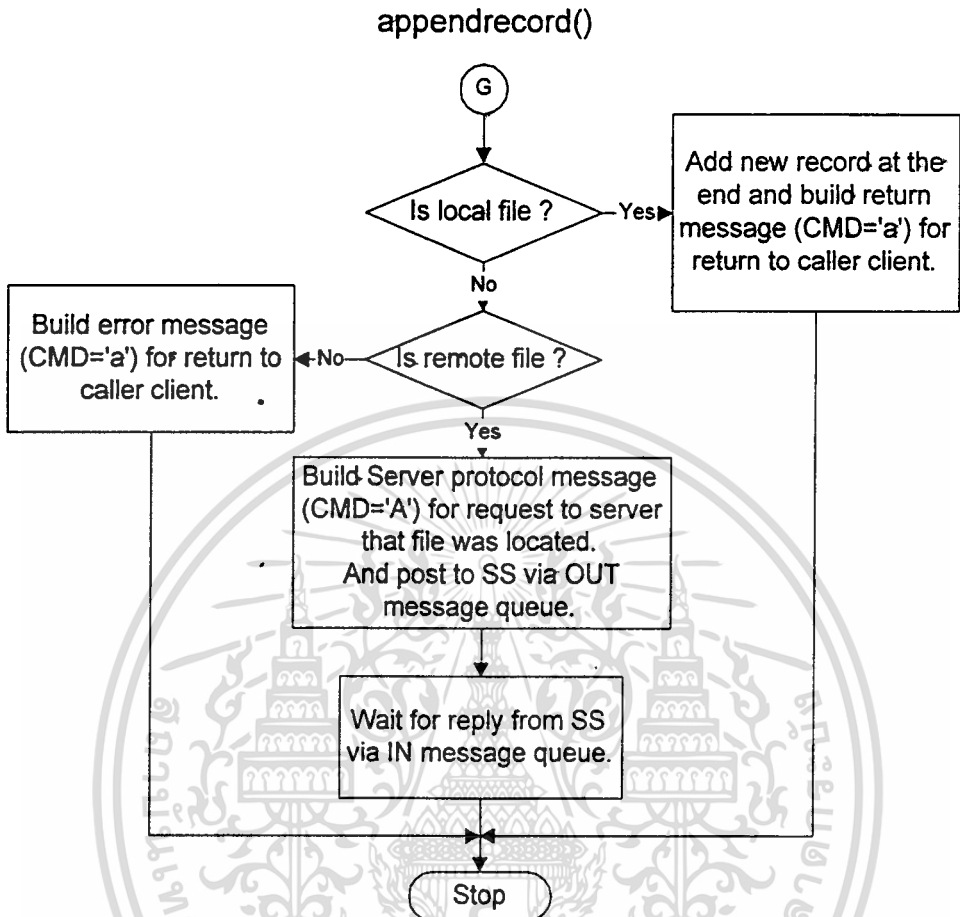 appendrecord()
G
Is local file ?
Yes
Add new record at the
end and build return
message (CMD='a') for
return to caller client.
No
Is remote file ?
No
Build error message
(CMD='a') for return to
caller client.
Yes
Build Server protocol message
(CMD='A') for request to server
that file was located.
And post to SS via OUT
message queue.
Wait for reply from SS
via IN message queue.
Stop